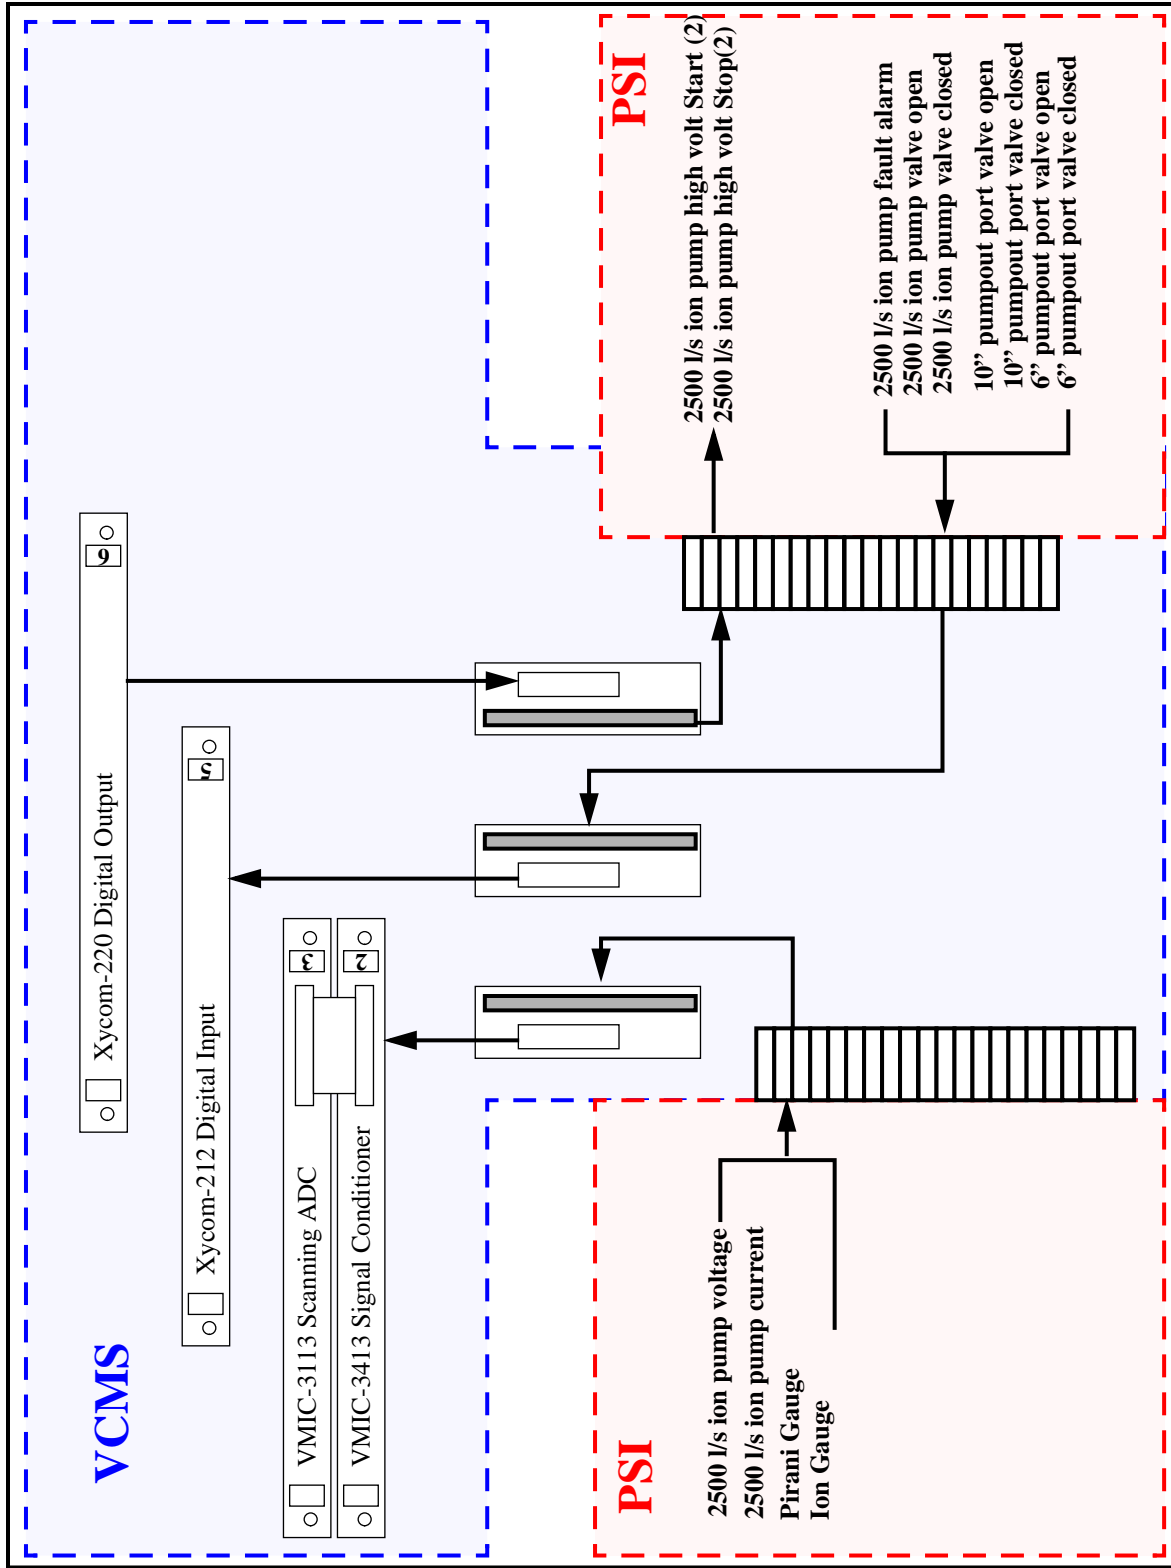 VCMS
Xycom-220 Digital Output
6
Xycom-212 Digital Input
5
VMIC-3113 Scanning ADC
3
VMIC-3413 Signal Conditioner
2
PSI
2500 l/s ion pump voltage
2500 l/s ion pump current
Pirani Gauge
Ion Gauge
PSI
2500 l/s ion pump high volt Start (2)
2500 l/s ion pump high volt Stop(2)
2500 l/s ion pump fault alarm
2500 l/s ion pump valve open
2500 l/s ion pump valve closed
10” pumpout port valve open
10” pumpout port valve closed
6” pumpout port valve open
6” pumpout port valve closed